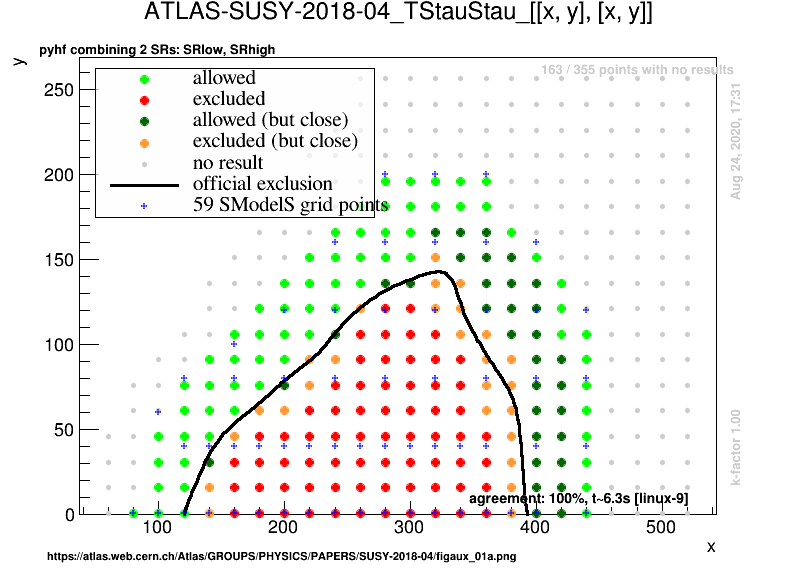 ATLAS-SUSY-2018-04_TStauStau_[[x, y], [x, y]]
pyhf combining 2 SRs: SRlow, SRhigh
y
163 / 355 points with no results
allowed
excluded
allowed (but close)
excluded (but close)
no result
official exclusion
59 SModelS grid points
Aug 24, 2020, 17:31
k-factor 1.00
250
200
150
100
50
0
agreement: 100%, t~6.3s [linux-9]
100 200 300 400 500
x
https://atlas.web.cern.ch/Atlas/GROUPS/PHYSICS/PAPERS/SUSY-2018-04/figaux_01a.png